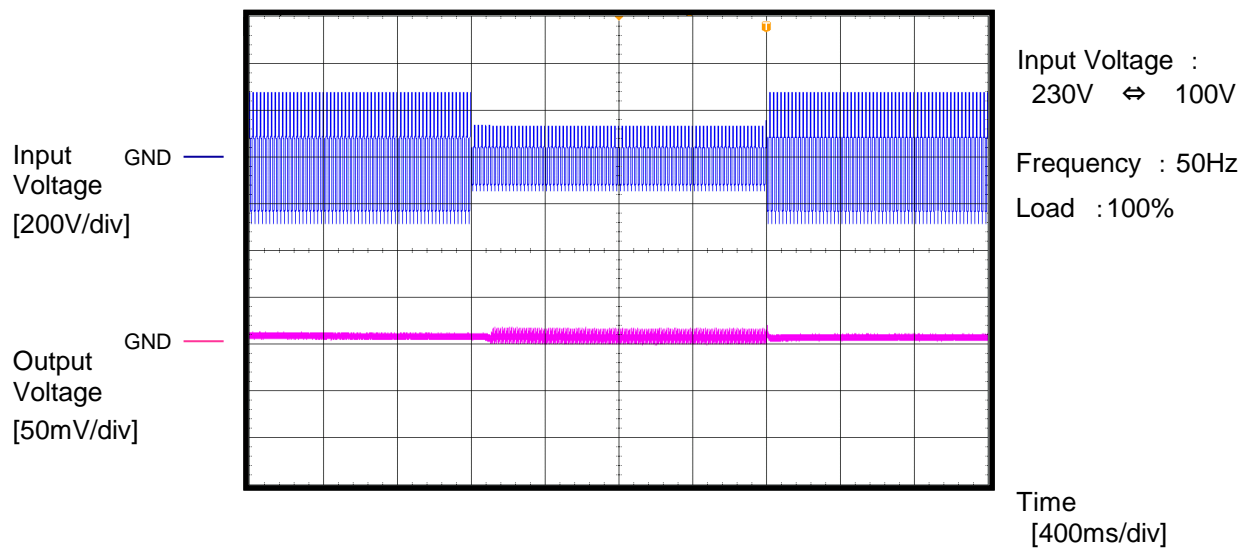 Input Voltage :
230V ⇔ 100V
Frequency : 50Hz
Load :100%
Input
Voltage
[200V/div]
GND
Output
Voltage
[50mV/div]
GND
T
Time
[400ms/div]